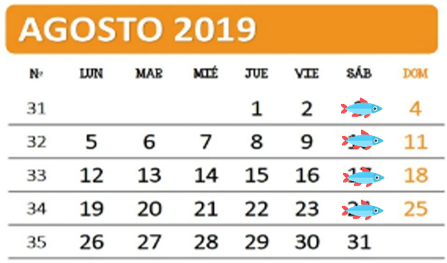 AGOSTO 2019
Nº LUN MAR MIÉ JUE VIE SÁB DOM
31 1 2 4
32 5 6 7 8 9 11
33 12 13 14 15 16 18
34 19 20 21 22 23 25
35 26 27 28 29 30 31